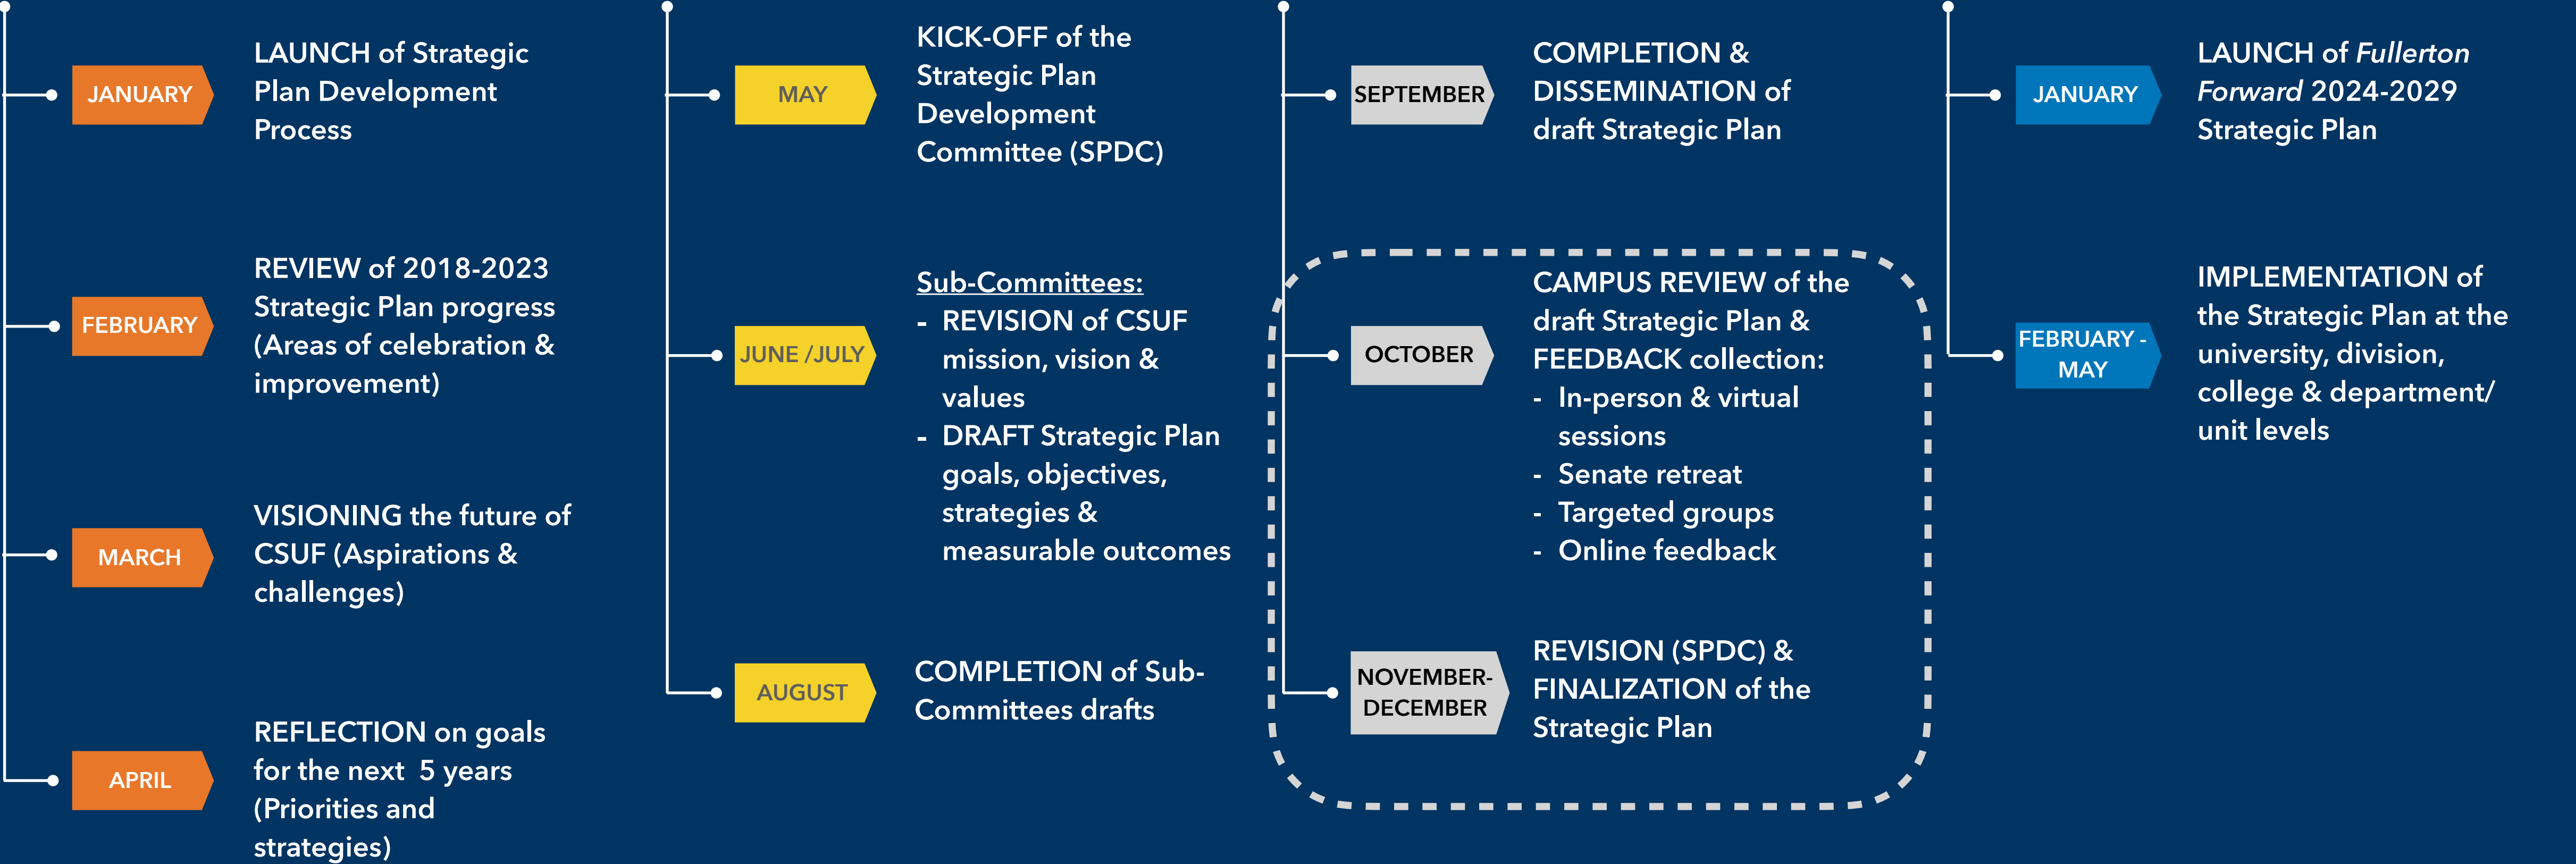 JANUARY
LAUNCH of Strategic
Plan Development
Process
FEBRUARY
REVIEW of 2018-2023
Strategic Plan progress
(Areas of celebration &
improvement)
MARCH
VISIONING the future of
CSUF (Aspirations &
challenges)
APRIL
REFLECTION on goals
for the next  5 years
(Priorities and
strategies)
MAY
KICK-OFF of the
Strategic Plan
Development
Committee (SPDC)
JUNE /JULY
Sub-Committees:
- REVISION of CSUF
mission, vision &
values
- DRAFT Strategic Plan
goals, objectives,
strategies &
measurable outcomes
AUGUST
COMPLETION of Sub-
Committees drafts
SEPTEMBER
COMPLETION &
DISSEMINATION of
draft Strategic Plan
OCTOBER
CAMPUS REVIEW of the
draft Strategic Plan &
FEEDBACK collection:
- In-person & virtual
sessions
- Senate retreat
- Targeted groups
- Online feedback
NOVEMBER-
DECEMBER
REVISION (SPDC) &
FINALIZATION of the
Strategic Plan
JANUARY
LAUNCH of Fullerton
Forward 2024-2029
Strategic Plan
FEBRUARY -
MAY
IMPLEMENTATION of
the Strategic Plan at the
university, division,
college & department/
unit levels